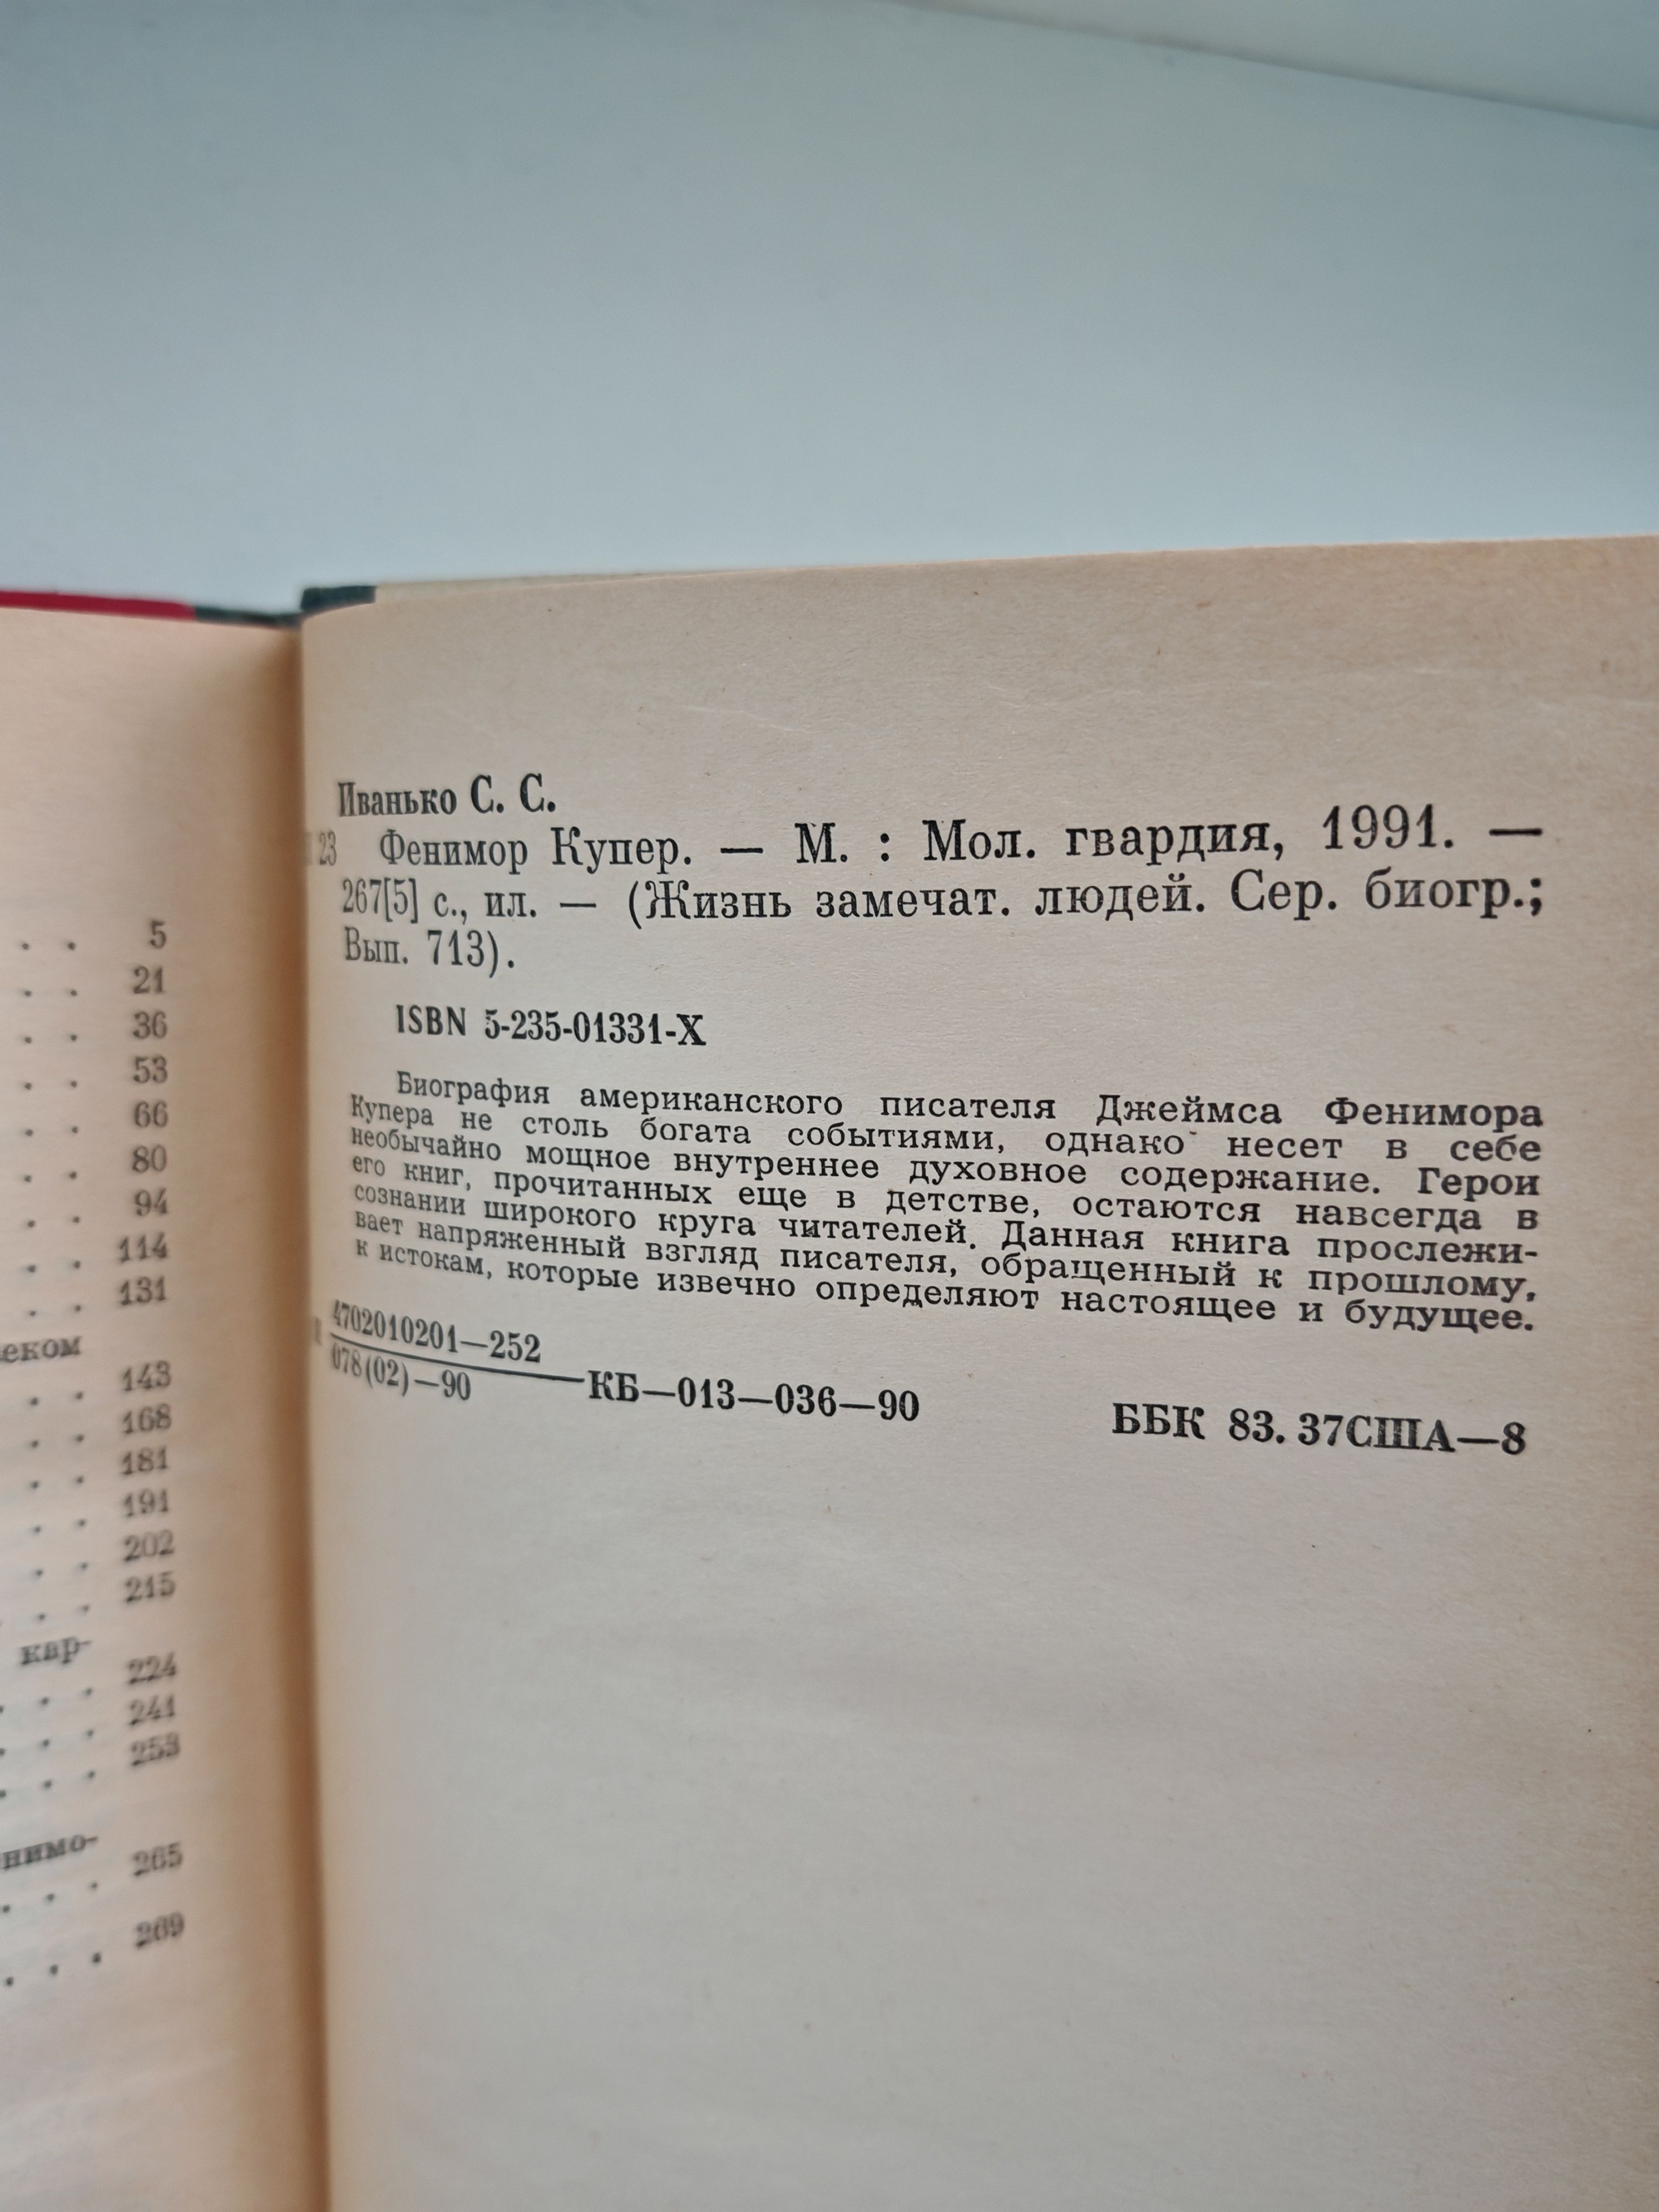 5
21
36
53
66
80
94
114
131
еком
143
168
181
191
202
215
кар-
224
241
253
нимо-
265
269
Иванько С. С.
23 Фенимор Купер. — М. : Мол. гвардия, 1991. —
267[5] с., ил. — (Жизнь замечат. людей. Сер. биогр.;
Вып. 713).
ISBN 5-235-01331-X
Биография американского писателя Джеймса Фенимора
Купера не столь богата событиями, однако несет в себе
необычайно мощное внутреннее духовное содержание. Герои
его книг, прочитанных еще в детстве, остаются навсегда в
сознании широкого круга читателей. Данная книга прослежи-
вает напряженный взгляд писателя, обращенный к прошлому,
к истокам, которые извечно определяют настоящее и будущее.
4702010201—252
078(02)—90
КБ—013—036—90
ББК 83.37США—8